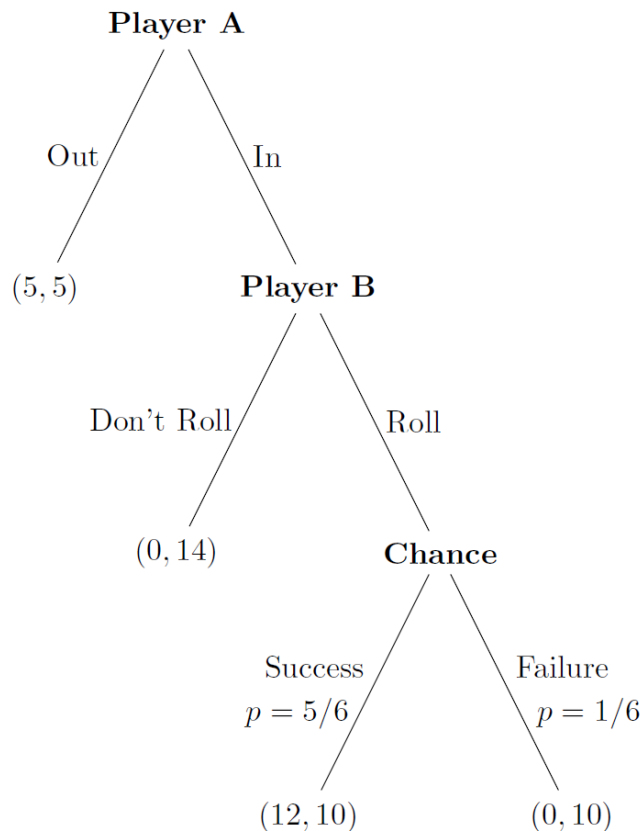 Player A
Out
In
(5, 5)
Player B
Don't Roll
Roll
(0, 14)
Chance
Success
Failure
p = 5/6
p = 1/6
(12, 10)
(0, 10)